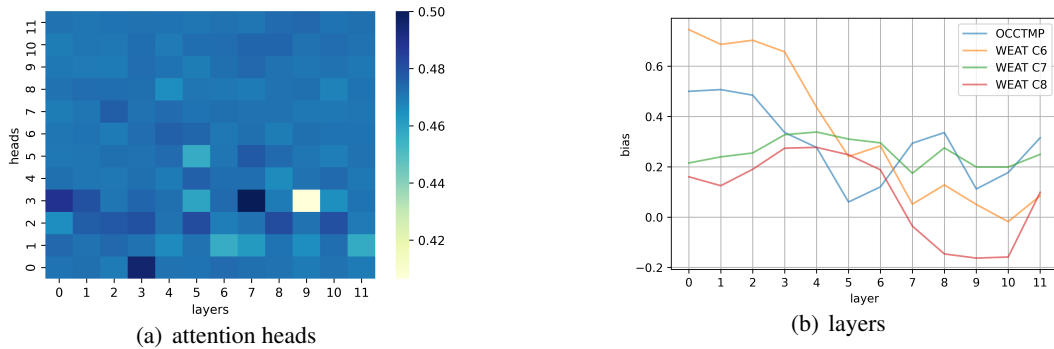 11
10
9
8
7
6
5
4
3
2
1
0
heads
0 1 2 3 4 5 6 7 8 9 10 11
layers
0.50
0.48
0.46
0.44
0.42
(a) attention heads
0.6
0.4
0.2
0.0
−0.2
bias
OCCTMP
WEAT C6
WEAT C7
WEAT C8
0 1 2 3 4 5 6 7 8 9 10 11
layer
(b) layers